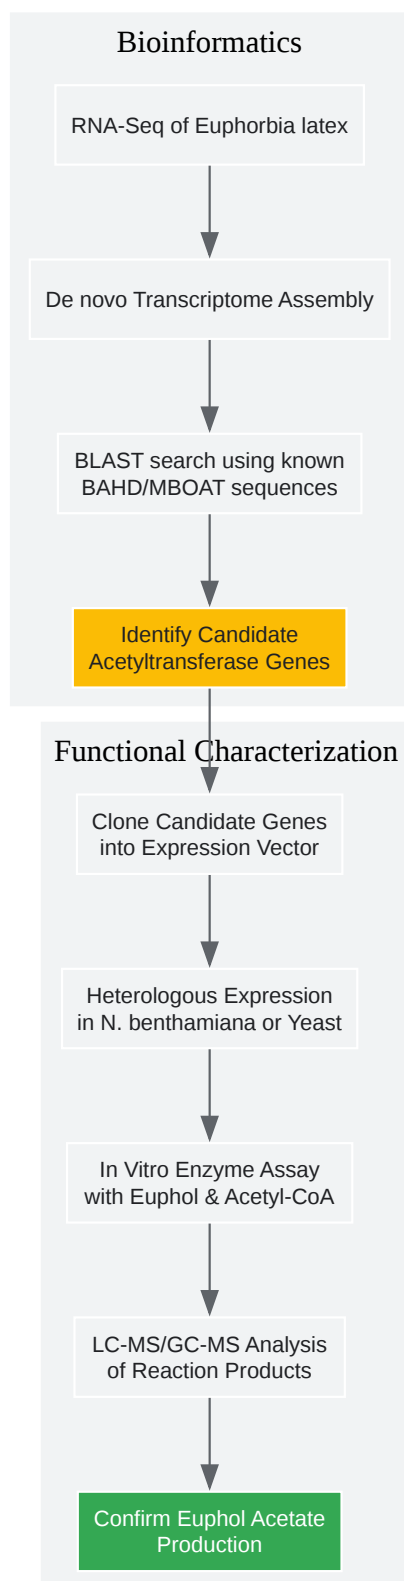 Bioinformatics
RNA-Seq of Euphorbia latex
De novo Transcriptome Assembly
BLAST search using known
BAHD/MBOAT sequences
Identify Candidate
Acetyltransferase Genes
Functional Characterization
Clone Candidate Genes
into Expression Vector
Heterologous Expression
in N. benthamiana or Yeast
In Vitro Enzyme Assay
with Euphol & Acetyl-CoA
LC-MS/GC-MS Analysis
of Reaction Products
Confirm Euphol Acetate
Production